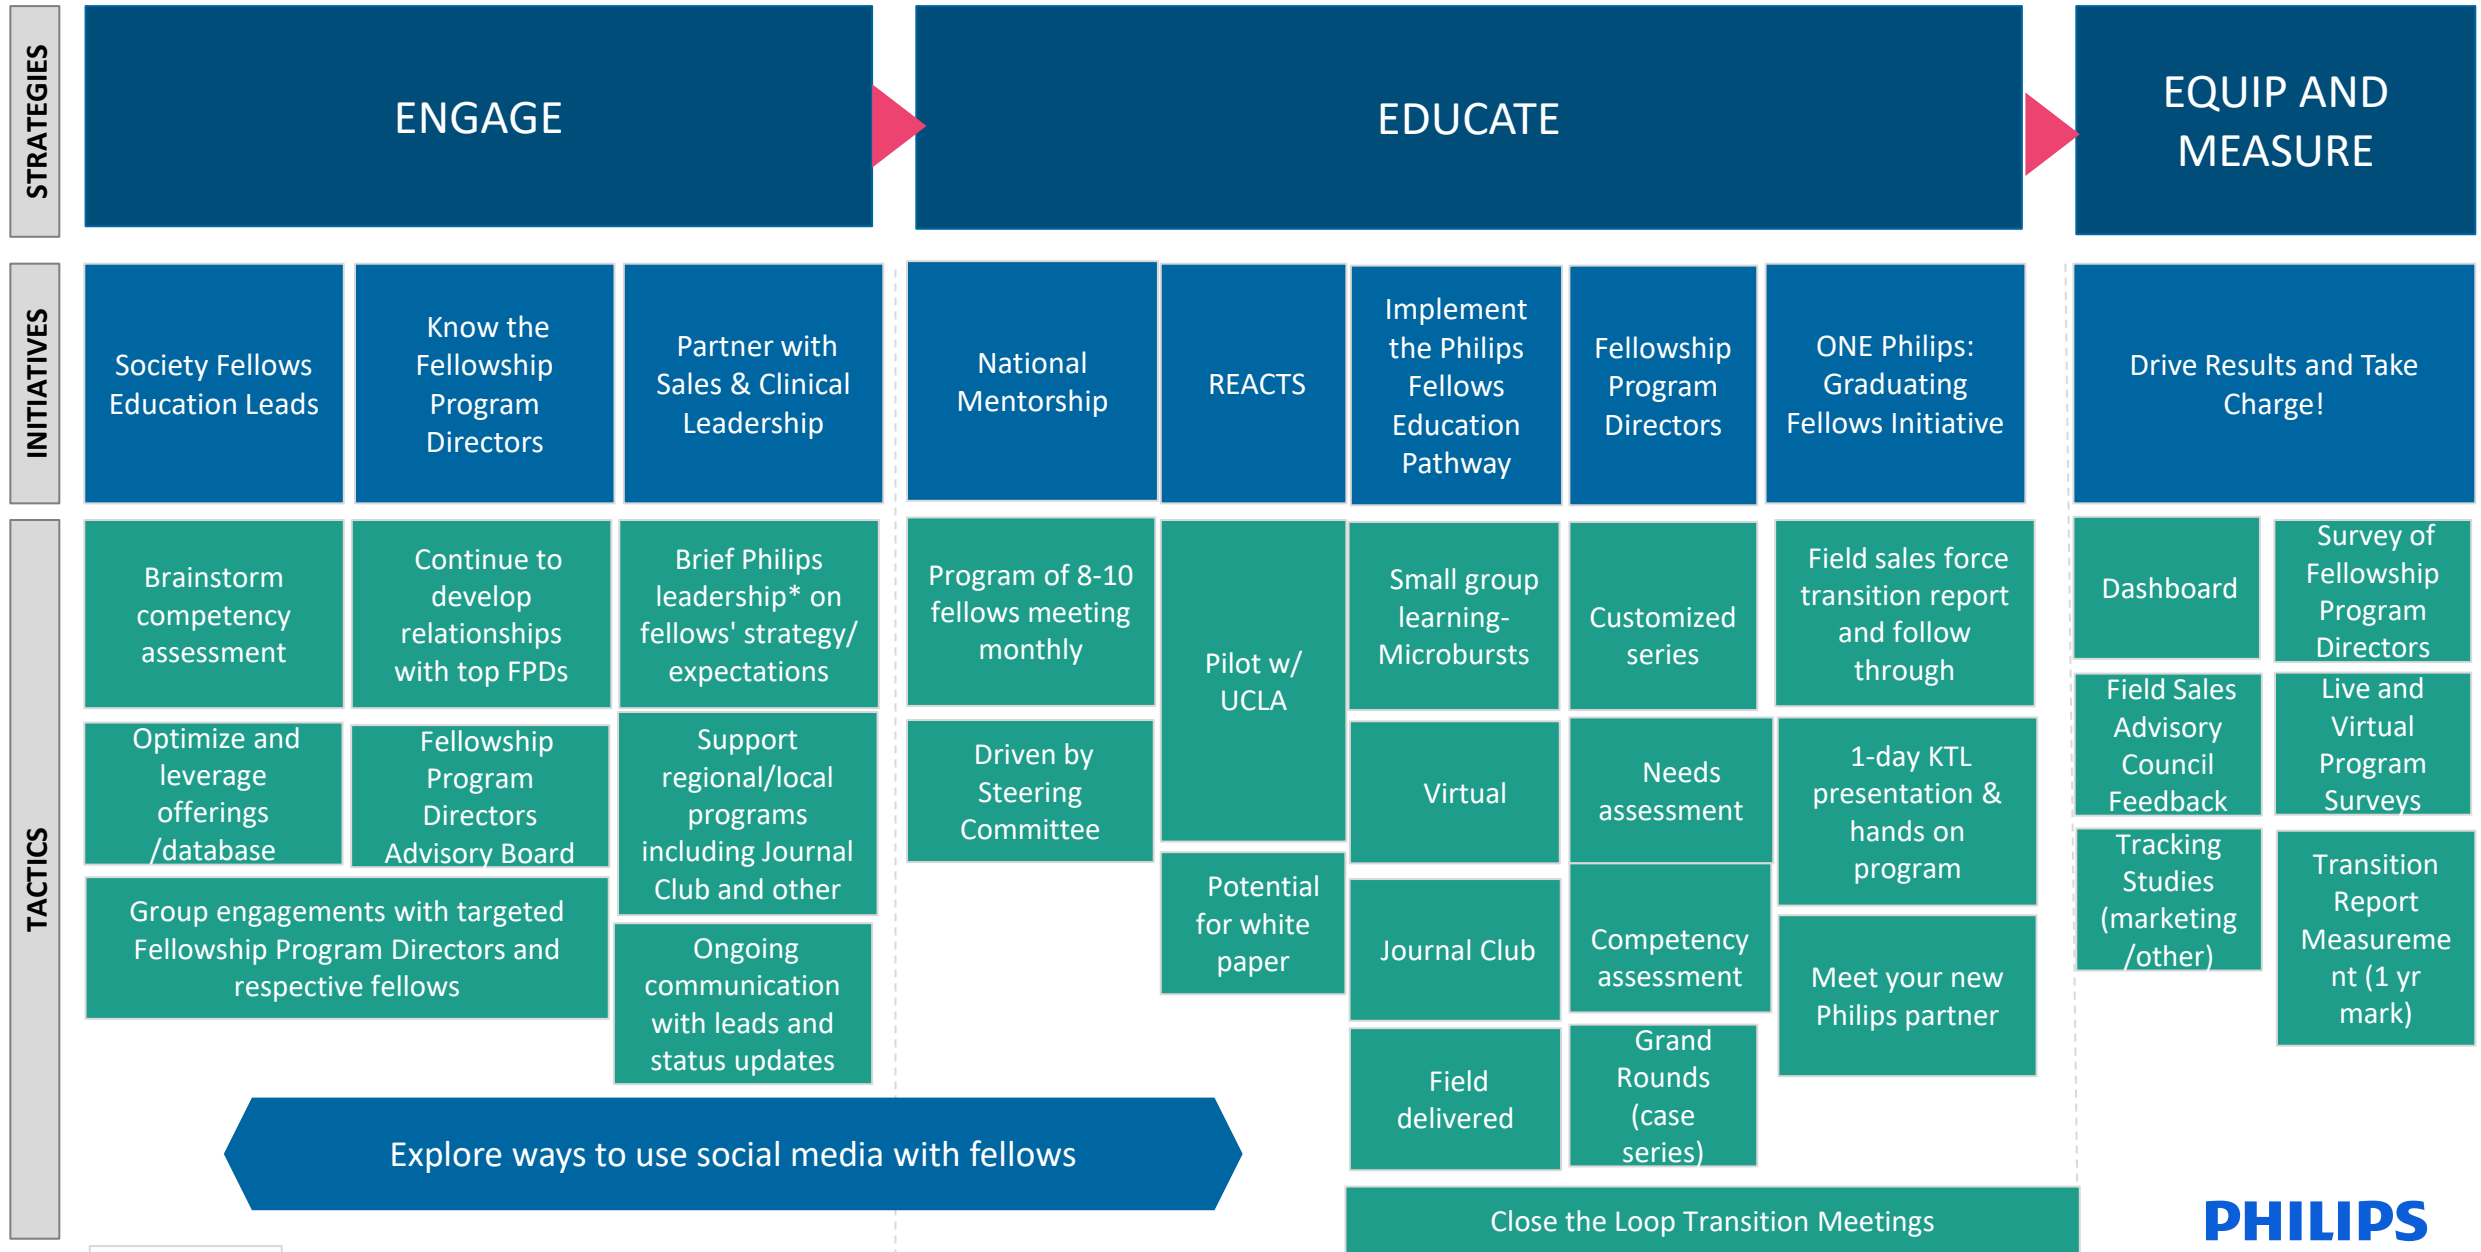 STRATEGIES
ENGAGE
EDUCATE
EQUIP AND
MEASURE
INITIATIVES
Society Fellows
Education Leads
Know the
Fellowship
Program
Directors
Partner with
Sales & Clinical
Leadership
National
Mentorship
REACTS
Implement
the Philips
Fellows
Education
Pathway
Fellowship
Program
Directors
ONE Philips:
Graduating
Fellows Initiative
Drive Results and Take
Charge!
TACTICS
Brainstorm
competency
assessment
Optimize and
leverage
offerings
/database
Continue to
develop
relationships
with top FPDs
Fellowship
Program
Directors
Advisory Board
Group engagements with targeted
Fellowship Program Directors and
respective fellows
Brief Philips
leadership* on
fellows' strategy/
expectations
Support
regional/local
programs
including Journal
Club and other
Ongoing
communication
with leads and
status updates
Program of 8-10
fellows meeting
monthly
Driven by
Steering
Committee
Pilot w/
UCLA
Potential
for white
paper
Small group
learning-
Microbursts
Virtual
Journal Club
Field
delivered
Customized
series
Needs
assessment
Competency
assessment
Grand
Rounds
(case
series)
Field sales force
transition report
and follow
through
1-day KTL
presentation &
hands on
program
Meet your new
Philips partner
Dashboard
Survey of
Fellowship
Program
Directors
Field Sales
Advisory
Council
Feedback
Live and
Virtual
Program
Surveys
Tracking
Studies
(marketing
/other)
Transition
Report
Measureme
nt (1 yr
mark)
Explore ways to use social media with fellows
Close the Loop Transition Meetings
PHILIPS